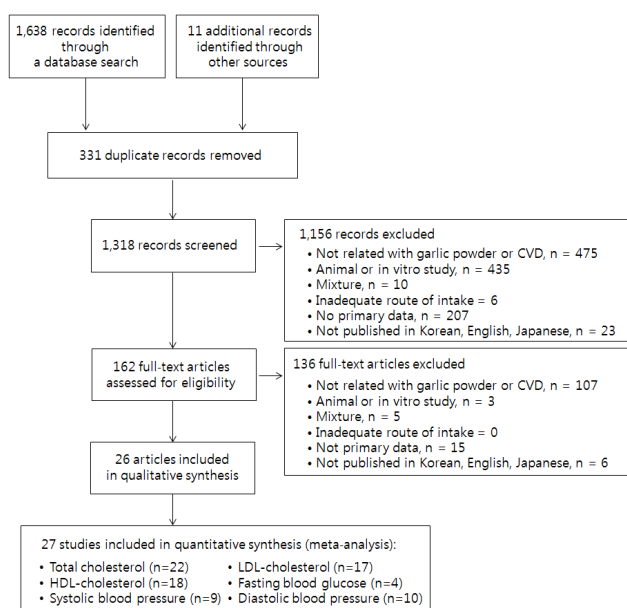 1,638 records identified
through
a database search
11 additional records
identified through
other sources
331 duplicate records removed
1,318 records screened
1,156 records excluded
• Not related with garlic powder or CVD, n = 475
• Animal or in vitro study, n = 435
• Mixture, n = 10
• Inadequate route of intake = 6
• No primary data, n = 207
• Not published in Korean, English, Japanese, n = 23
162 full-text articles
assessed for eligibility
136 full-text articles excluded
• Not related with garlic powder or CVD, n = 107
• Animal or in vitro study, n = 3
• Mixture, n = 5
• Inadequate route of intake = 0
• Not primary data, n = 15
• Not published in Korean, English, Japanese, n = 6
26 articles included
in qualitative synthesis
27 studies included in quantitative synthesis (meta-analysis):
• Total cholesterol (n=22) • LDL-cholesterol (n=17)
• HDL-cholesterol (n=18) • Fasting blood glucose (n=4)
• Systolic blood pressure (n=9) • Diastolic blood pressure (n=10)